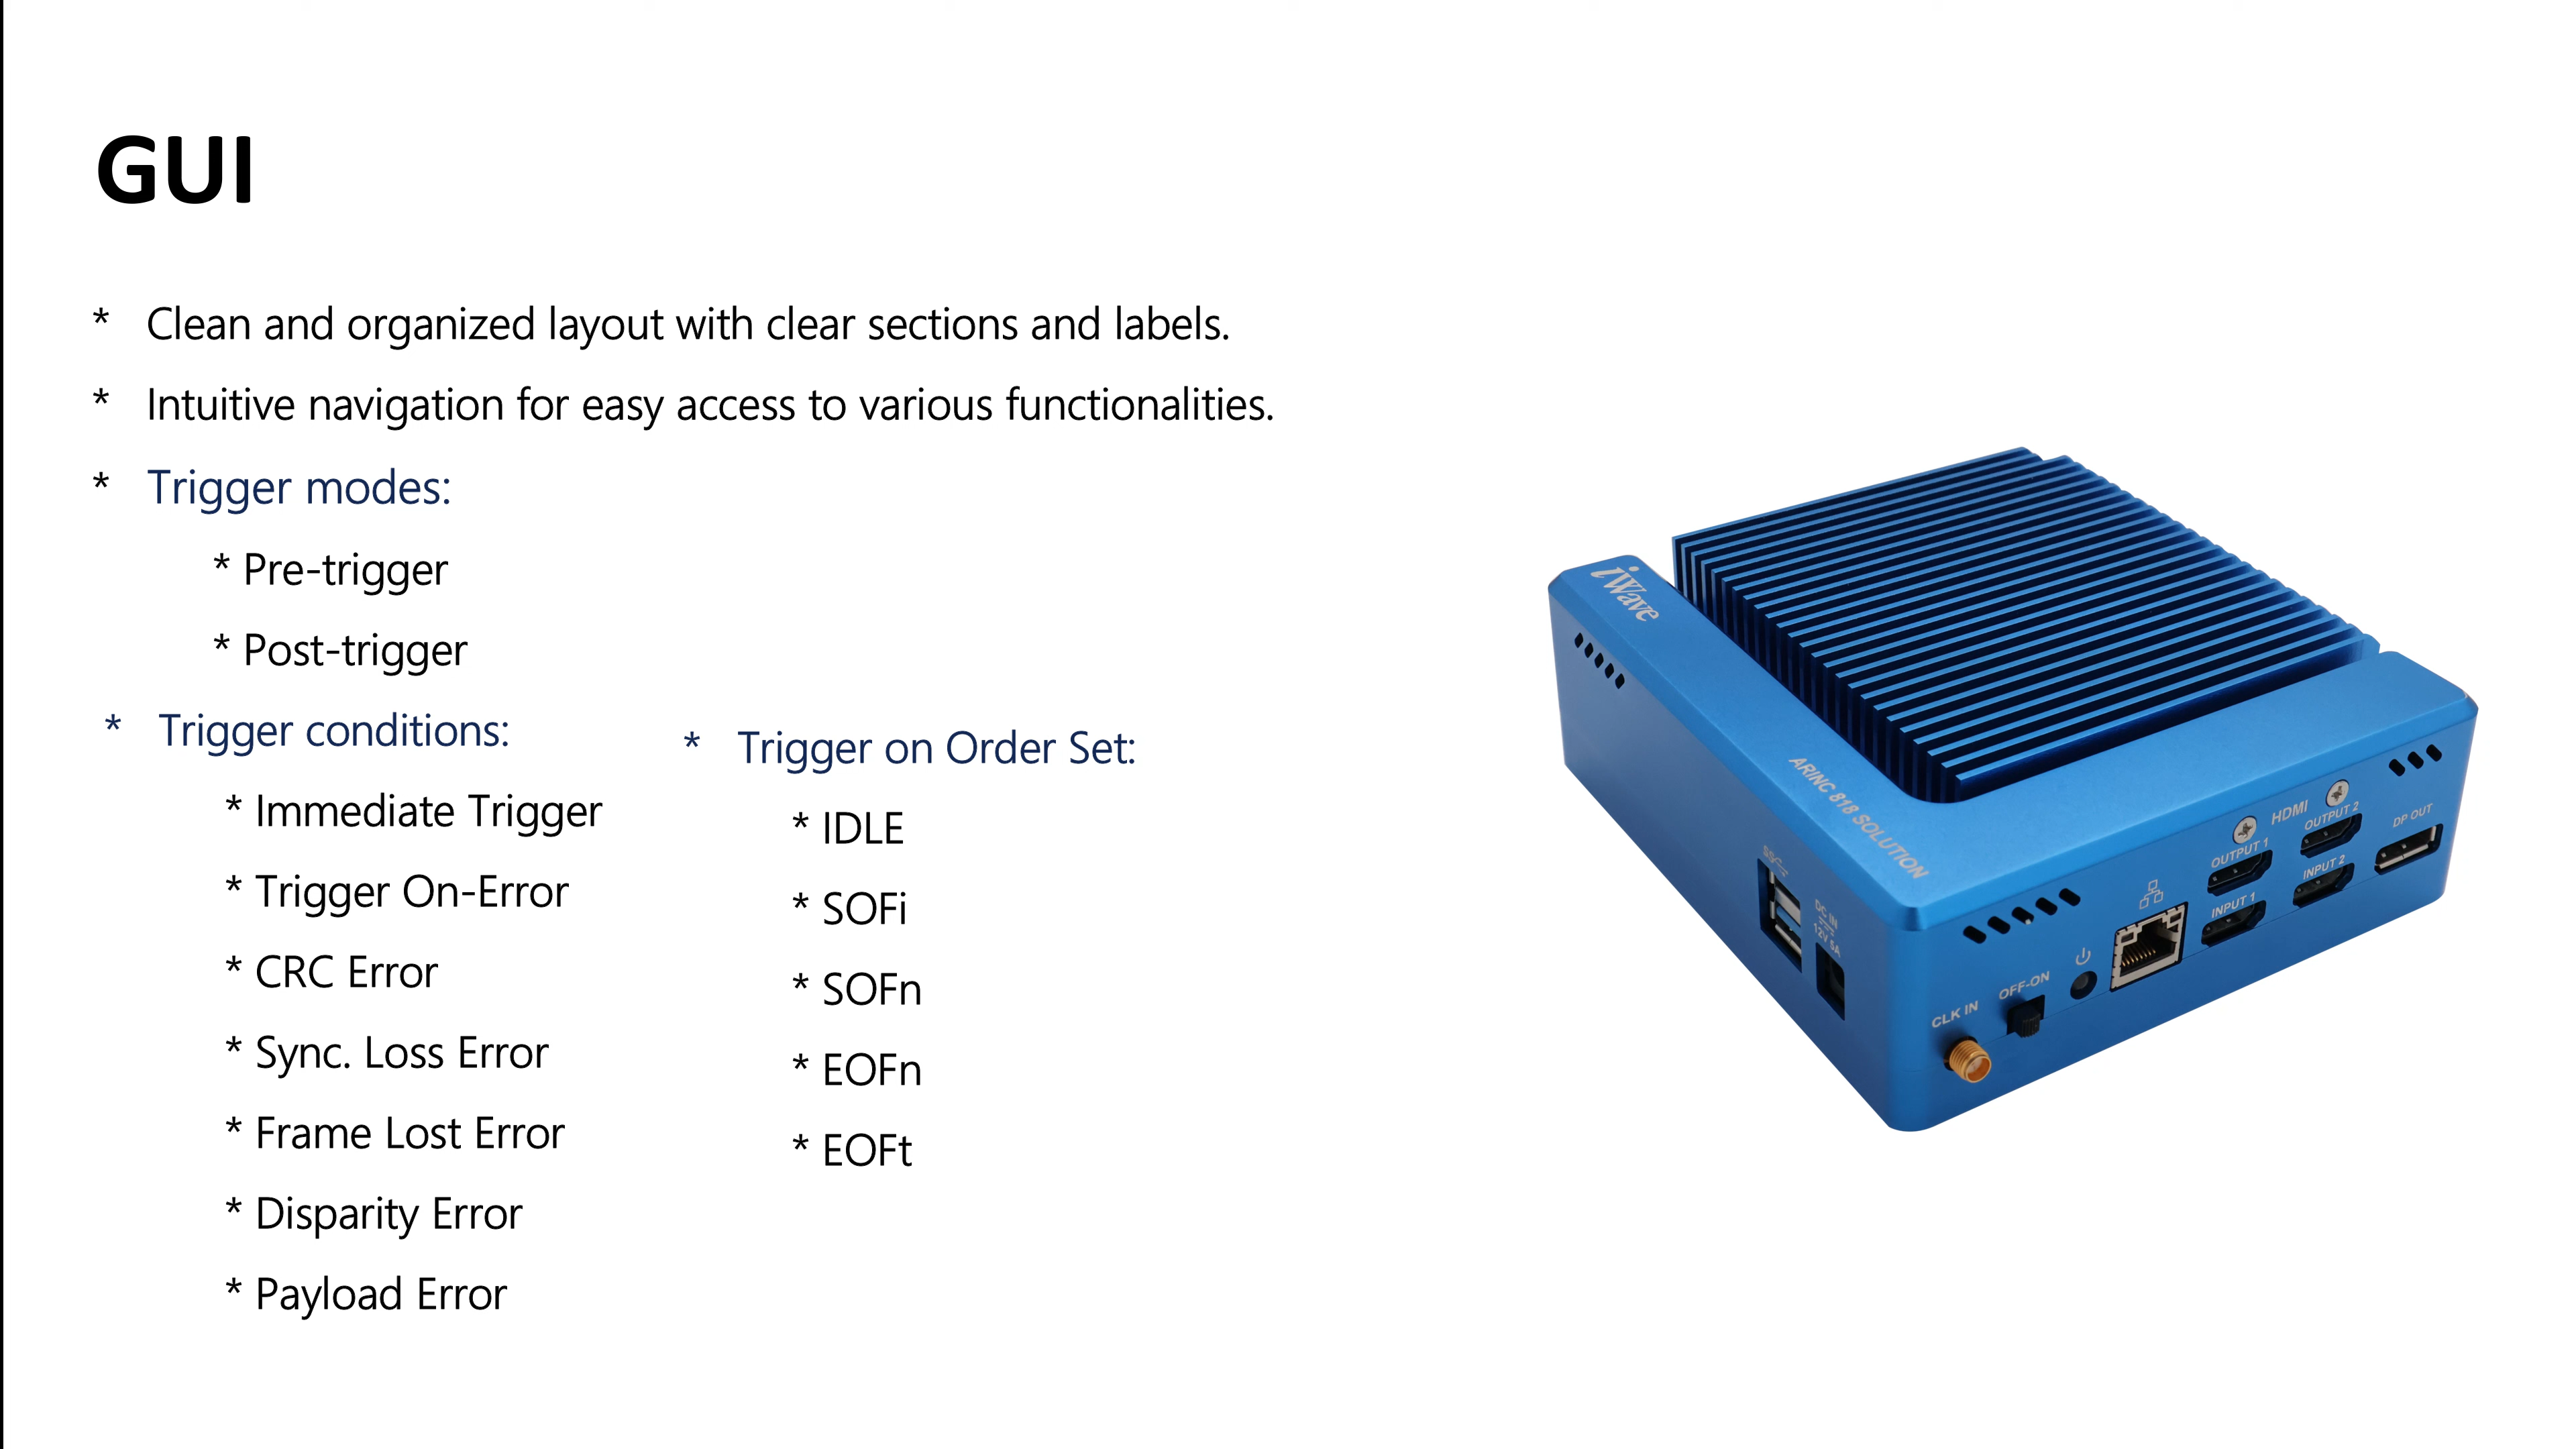 GUI
* Clean and organized layout with clear sections and labels.
* Intuitive navigation for easy access to various functionalities.
* Trigger modes:
* Pre-trigger
* Post-trigger
* Trigger conditions:
* Immediate Trigger
* Trigger On-Error
* CRC Error
* Sync. Loss Error
* Frame Lost Error
* Disparity Error
* Payload Error
* Trigger on Order Set:
* IDLE
* SOFi
* SOFn
* EOFn
* EOFt
iWave
ARINC 818 SOLUTION
SS
DC IN
12V 5A
CLK IN
OFF-ON
HDMI
OUTPUT 1
OUTPUT 2
INPUT 1
INPUT 2
DP OUT